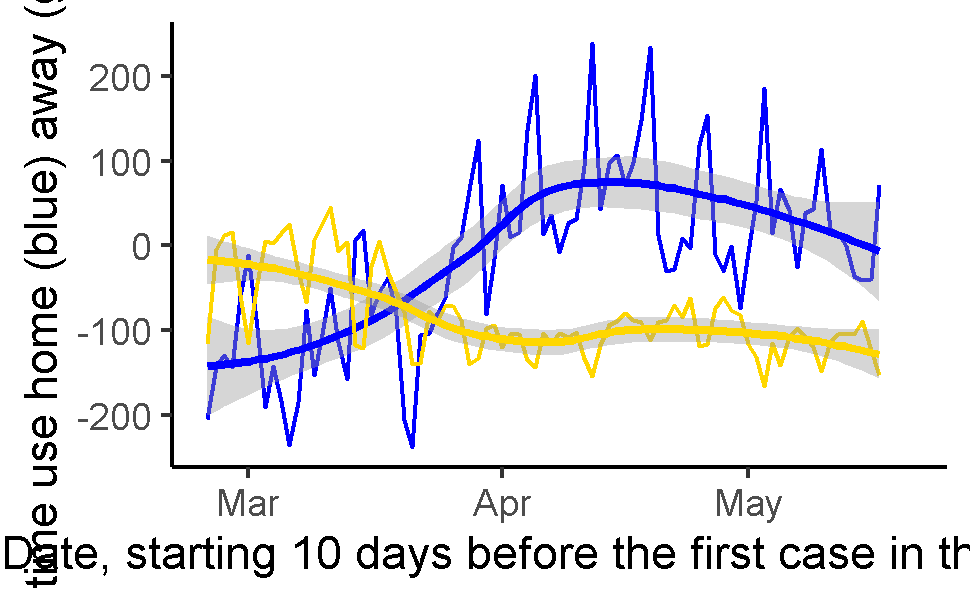 time use home (blue) away (
200
100
0
-100
-200
Mar Apr May
Date, starting 10 days before the first case in th